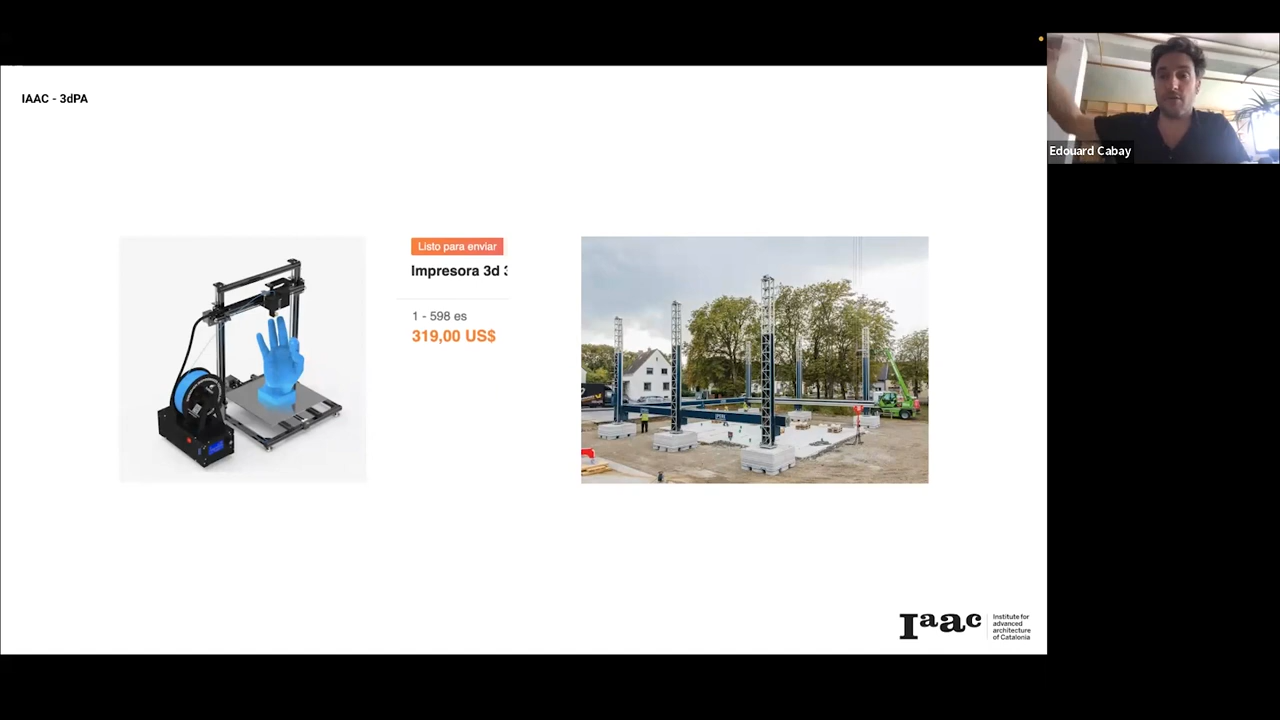 IAAC - 3dPA
Edouard Cabay
Listo para enviar
Impresora 3d
1 - 598 es
319,00 US$
Iaac
Institute for
advanced
architecture
of Catalonia